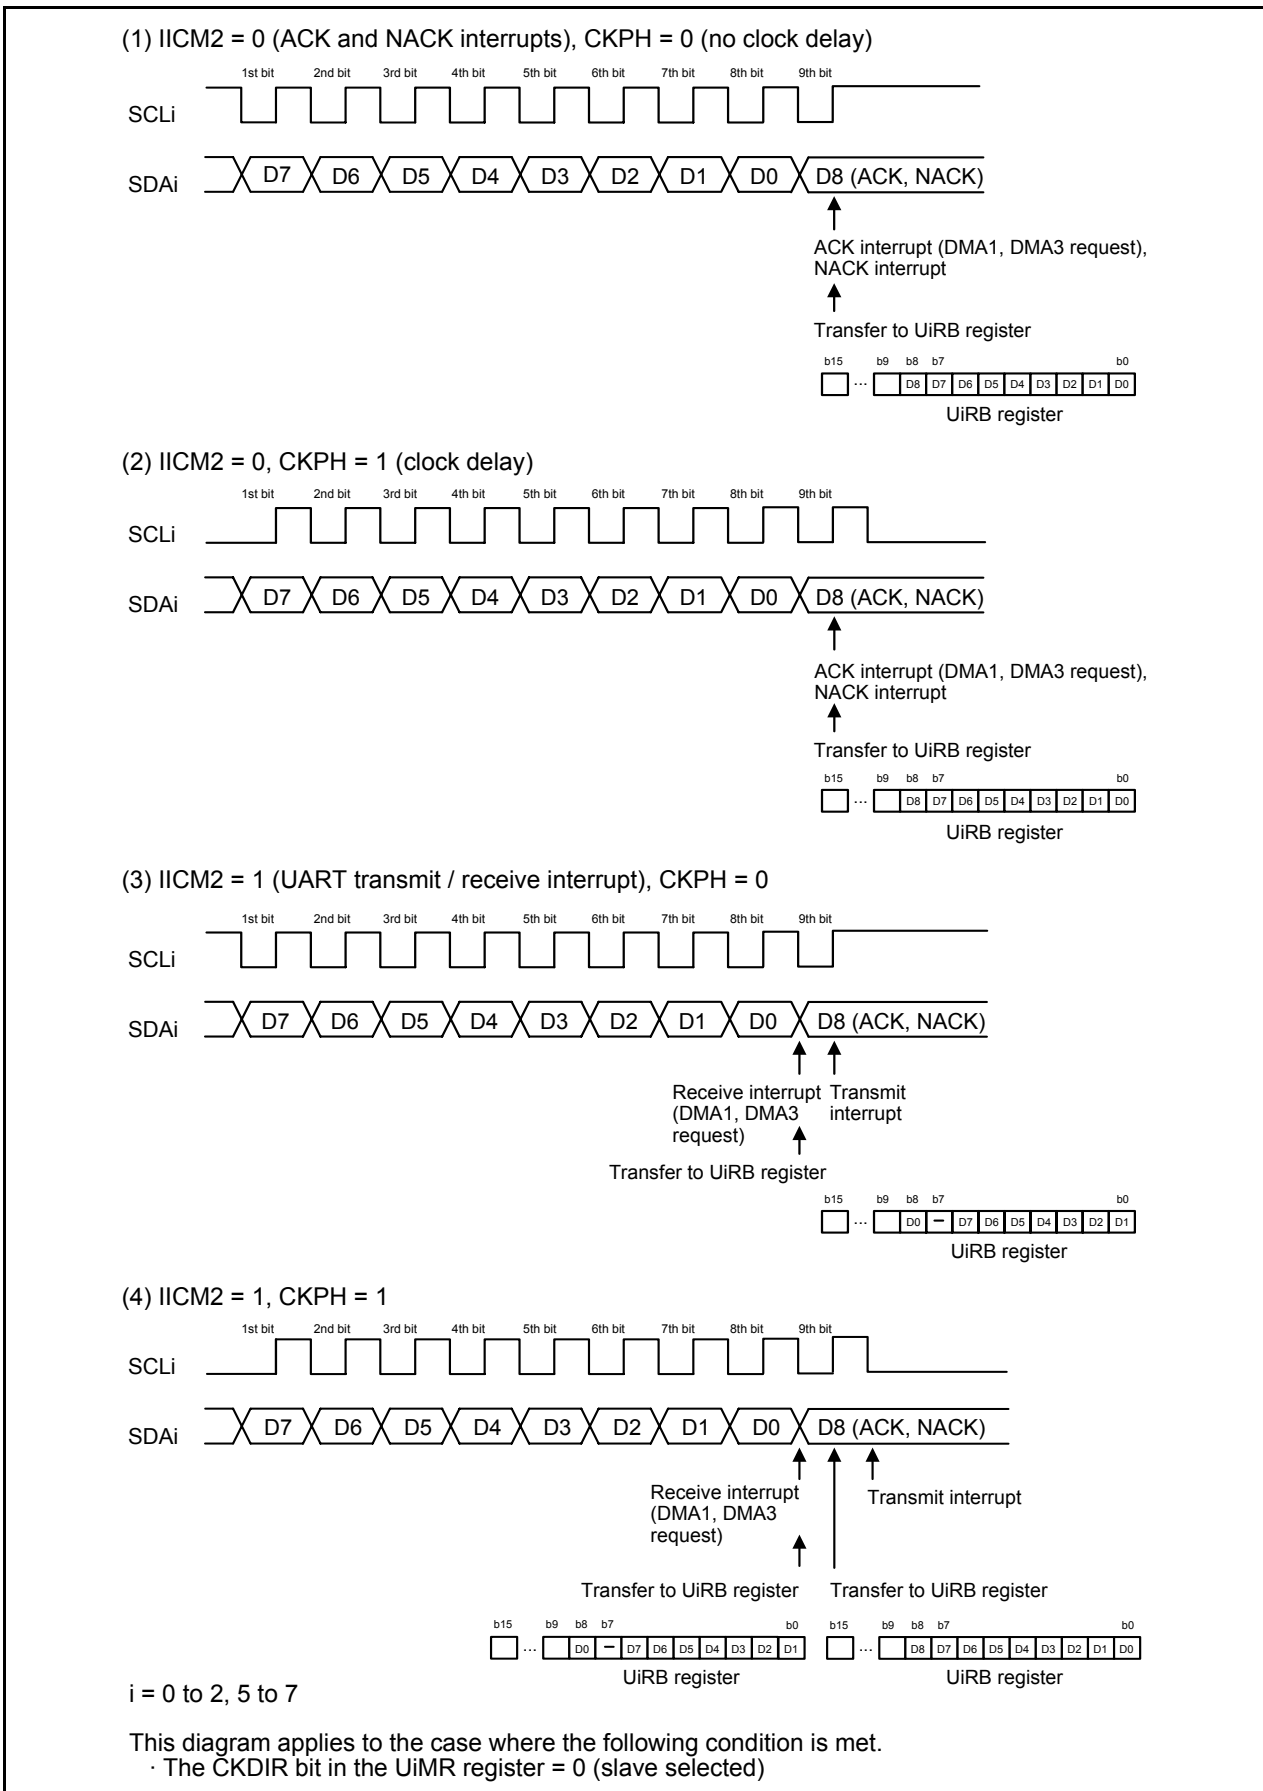 (1) IICM2 = 0 (ACK and NACK interrupts), CKPH = 0 (no clock delay)
1st bit 2nd bit 3rd bit 4th bit 5th bit 6th bit 7th bit 8th bit 9th bit
SCLi
SDAi D7 D6 D5 D4 D3 D2 D1 D0 D8 (ACK, NACK)
ACK interrupt (DMA1, DMA3 request),
NACK interrupt
Transfer to UiRB register
b15 b9 b8 b7 b0
... D8 D7 D6 D5 D4 D3 D2 D1 D0
UiRB register
(2) IICM2 = 0, CKPH = 1 (clock delay)
1st bit 2nd bit 3rd bit 4th bit 5th bit 6th bit 7th bit 8th bit 9th bit
SCLi
SDAi D7 D6 D5 D4 D3 D2 D1 D0 D8 (ACK, NACK)
ACK interrupt (DMA1, DMA3 request),
NACK interrupt
Transfer to UiRB register
b15 b9 b8 b7 b0
... D8 D7 D6 D5 D4 D3 D2 D1 D0
UiRB register
(3) IICM2 = 1 (UART transmit / receive interrupt), CKPH = 0
1st bit 2nd bit 3rd bit 4th bit 5th bit 6th bit 7th bit 8th bit 9th bit
SCLi
SDAi D7 D6 D5 D4 D3 D2 D1 D0 D8 (ACK, NACK)
Receive interrupt Transmit
(DMA1, DMA3 interrupt
request)
Transfer to UiRB register
b15 b9 b8 b7 b0
... D0 – D7 D6 D5 D4 D3 D2 D1
UiRB register
(4) IICM2 = 1, CKPH = 1
1st bit 2nd bit 3rd bit 4th bit 5th bit 6th bit 7th bit 8th bit 9th bit
SCLi
SDAi D7 D6 D5 D4 D3 D2 D1 D0 D8 (ACK, NACK)
Receive interrupt Transmit interrupt
(DMA1, DMA3
request)
Transfer to UiRB register Transfer to UiRB register
b15 b9 b8 b7 b0 b15 b9 b8 b7 b0
... D0 – D7 D6 D5 D4 D3 D2 D1 ... D8 D7 D6 D5 D4 D3 D2 D1 D0
UiRB register UiRB register
i = 0 to 2, 5 to 7
This diagram applies to the case where the following condition is met.
· The CKDIR bit in the UiMR register = 0 (slave selected)